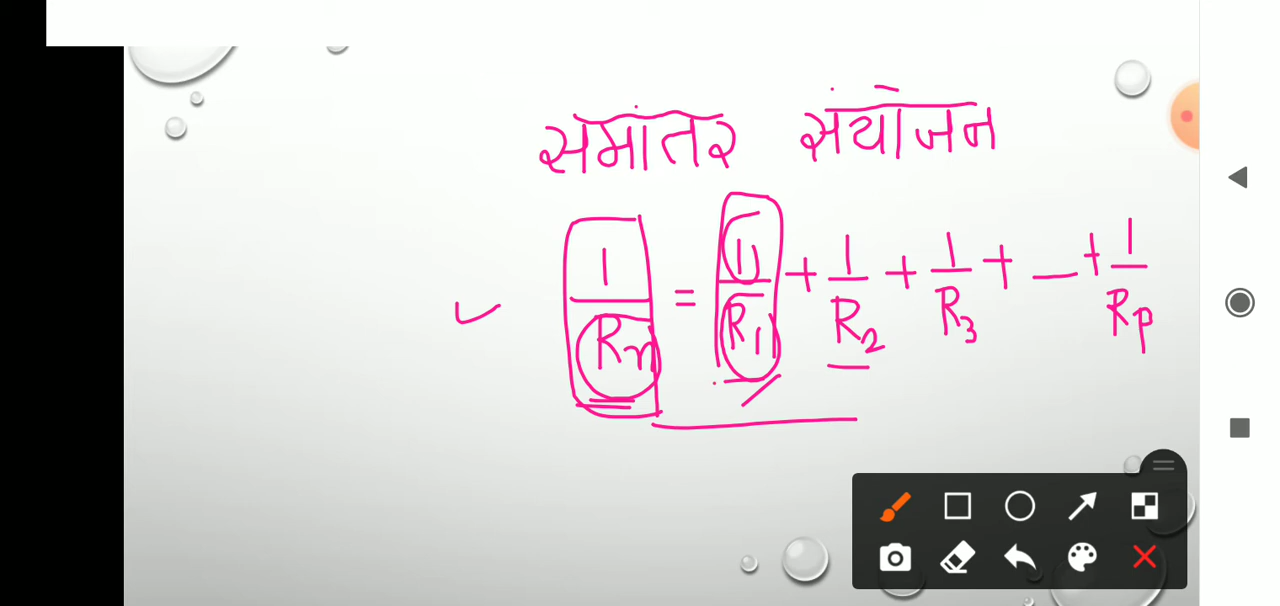 समांतर संयोजन
1/Rn = 1/R1 + 1/R2 + 1/R3 + _ + 1/Rp